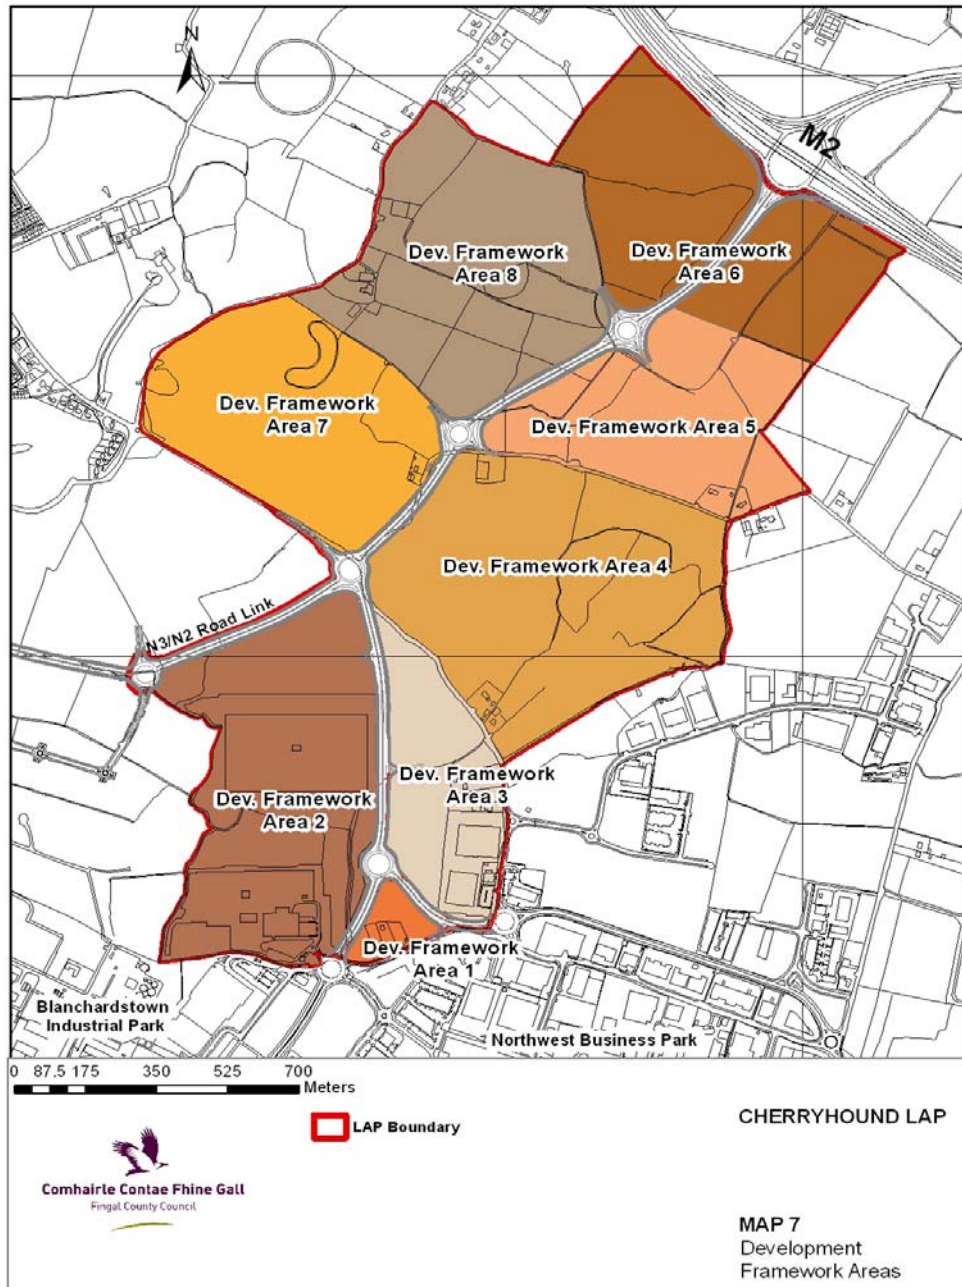 N
M2
Dev. Framework
Area 8
Dev. Framework
Area 6
Dev. Framework
Area 7
Dev. Framework Area 5
Dev. Framework Area 4
N3/N2 Road Link
Dev. Framework
Area 3
Dev. Framework
Area 2
Dev. Framework
Area 1
Blanchardstown
Industrial Park
Northwest Business Park
0 87.5 175 350 525 700
Meters
LAP Boundary
CHERRYHOUND LAP
Comhairle Contae Fhine Gall
Fingal County Council
MAP 7
Development
Framework Areas